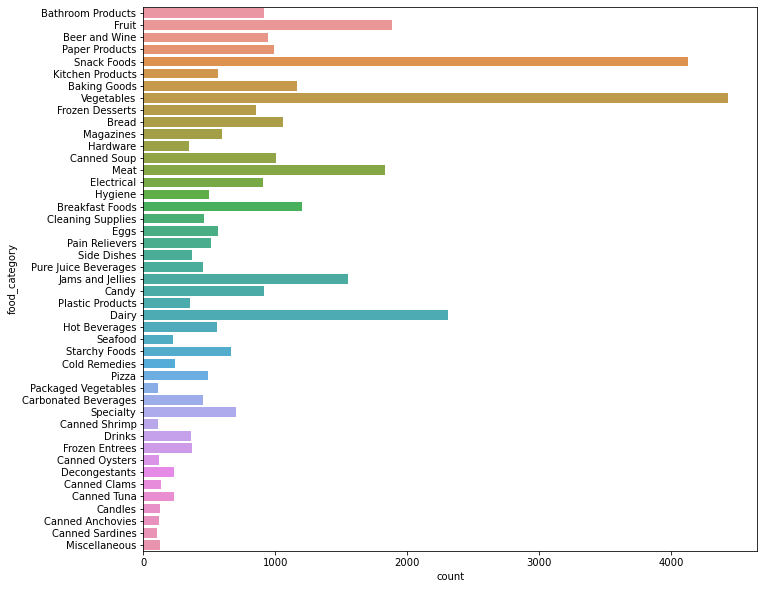 Bathroom Products
Fruit
Beer and Wine
Paper Products
Snack Foods
Kitchen Products
Baking Goods
Vegetables
Frozen Desserts
Bread
Magazines
Hardware
Canned Soup
Meat
Electrical
Hygiene
Breakfast Foods
Cleaning Supplies
Eggs
Pain Relievers
Side Dishes
Pure Juice Beverages
Jams and Jellies
Candy
Plastic Products
Dairy
Hot Beverages
Seafood
Starchy Foods
Cold Remedies
Pizza
Packaged Vegetables
Carbonated Beverages
Specialty
Canned Shrimp
Drinks
Frozen Entrees
Canned Oysters
Decongestants
Canned Clams
Canned Tuna
Candles
Canned Anchovies
Canned Sardines
Miscellaneous
food_category
0 1000 2000 3000 4000
count